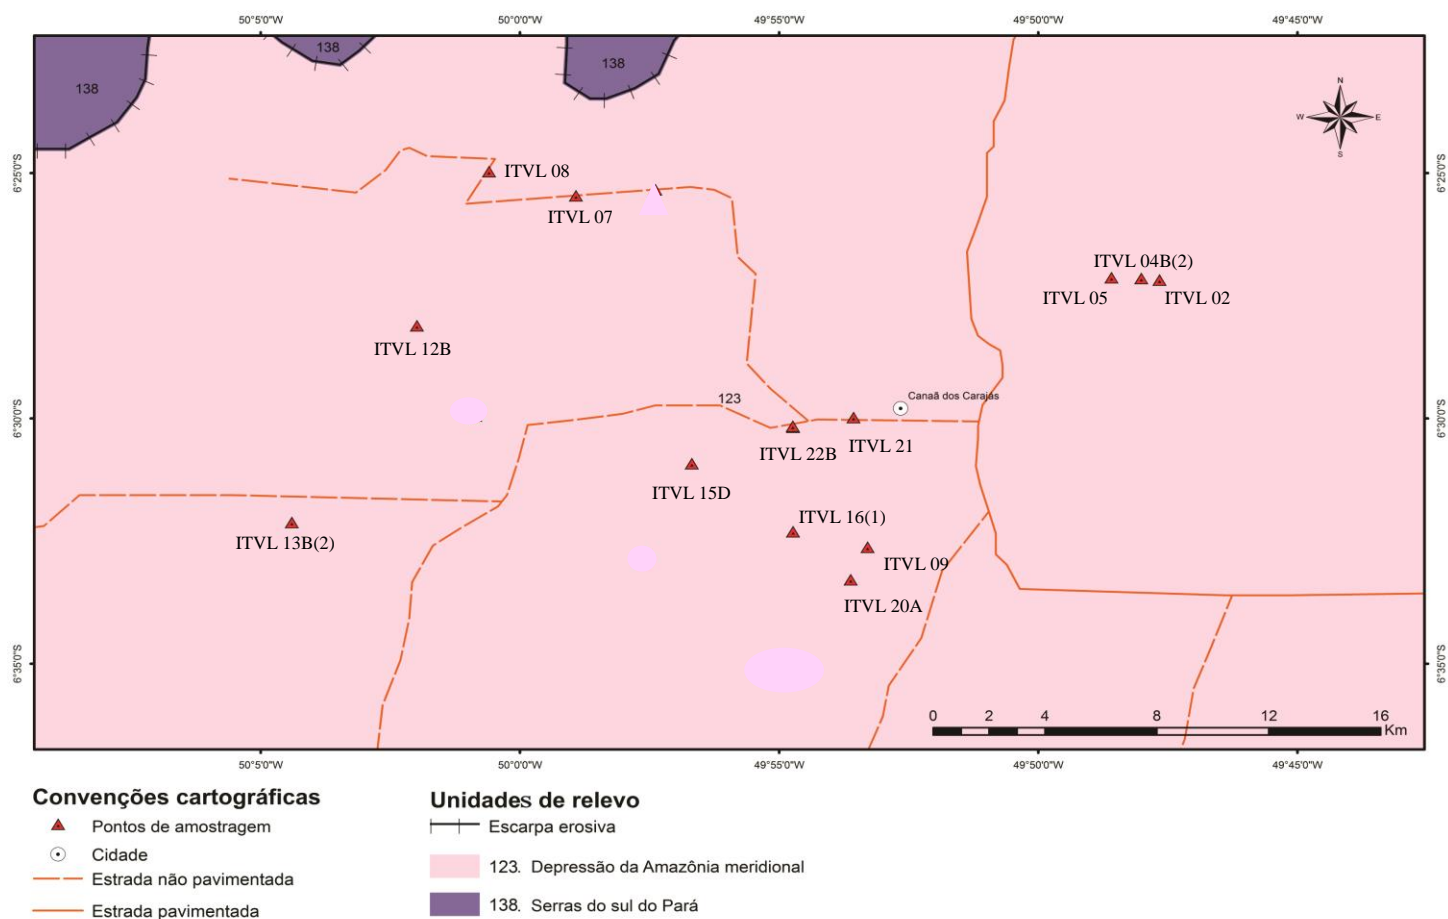 50°5'0"W 50°0'0"W 49°55'0"W 49°50'0"W 49°45'0"W
138
138
138
N
W E
S
6°25'0"S
6°25'0"S
ITVL 08
ITVL 07
ITVL 04B(2)
ITVL 05
ITVL 02
ITVL 12B
123
Canaã dos Carajás
6°30'0"S
6°30'0"S
ITVL 22B
ITVL 21
ITVL 15D
ITVL 16(1)
ITVL 13B(2)
ITVL 09
ITVL 20A
6°35'0"S
6°35'0"S
0 2 4 8 12 16
Km
50°5'0"W 50°0'0"W 49°55'0"W 49°50'0"W 49°45'0"W
Convenções cartográficas
Pontos de amostragem
Cidade
Estrada não pavimentada
Estrada pavimentada
Unidades de relevo
Escarpa erosiva
123. Depressão da Amazônia meridional
138. Serras do sul do Pará